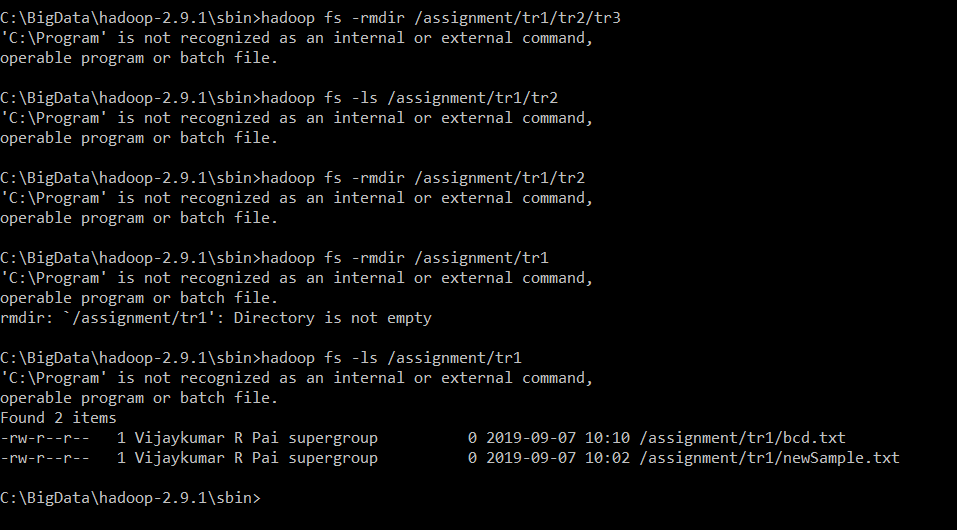 C:\BigData\hadoop-2.9.1\sbin>hadoop fs -rmdir /assignment/tr1/tr2/tr3
'C:\Program' is not recognized as an internal or external command,
operable program or batch file.
C:\BigData\hadoop-2.9.1\sbin>hadoop fs -ls /assignment/tr1/tr2
'C:\Program' is not recognized as an internal or external command,
operable program or batch file.
C:\BigData\hadoop-2.9.1\sbin>hadoop fs -rmdir /assignment/tr1/tr2
'C:\Program' is not recognized as an internal or external command,
operable program or batch file.
C:\BigData\hadoop-2.9.1\sbin>hadoop fs -rmdir /assignment/tr1
'C:\Program' is not recognized as an internal or external command,
operable program or batch file.
rmdir: `/assignment/tr1': Directory is not empty
C:\BigData\hadoop-2.9.1\sbin>hadoop fs -ls /assignment/tr1
'C:\Program' is not recognized as an internal or external command,
operable program or batch file.
Found 2 items
-rw-r--r--   1 Vijaykumar R Pai supergroup          0 2019-09-07 10:10 /assignment/tr1/bcd.txt
-rw-r--r--   1 Vijaykumar R Pai supergroup          0 2019-09-07 10:02 /assignment/tr1/newSample.txt
C:\BigData\hadoop-2.9.1\sbin>